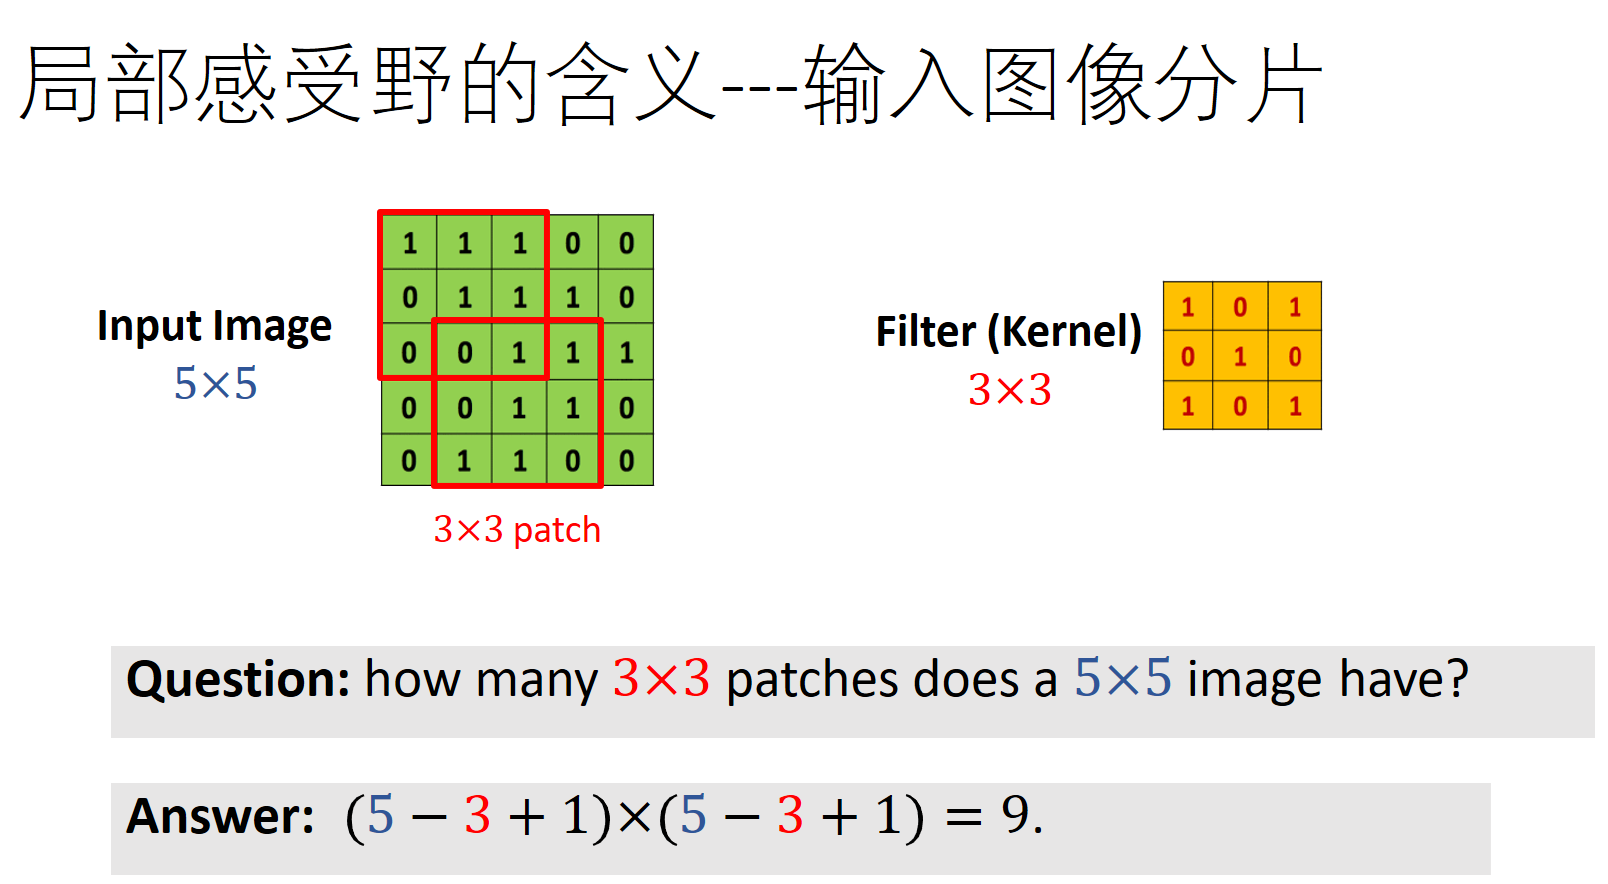 局部感受野的含义---输入图像分片
Input Image
5×5
1 1 1 0 0
0 1 1 1 0
0 0 1 1 1
0 0 1 1 0
0 1 1 0 0
3×3 patch
Filter (Kernel)
3×3
1 0 1
0 1 0
1 0 1
Question: how many 3×3 patches does a 5×5 image have?
Answer: (5 − 3 + 1)×(5 − 3 + 1) = 9.